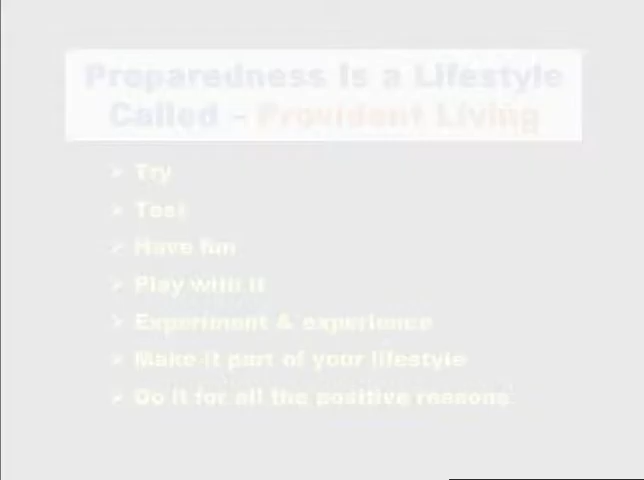 Preparedness is a Lifestyle
Called – Provident Living
Try
Test
Have fun
Play with it
Experiment & experience
Make it part of your lifestyle
Do it for all the positive reasons.